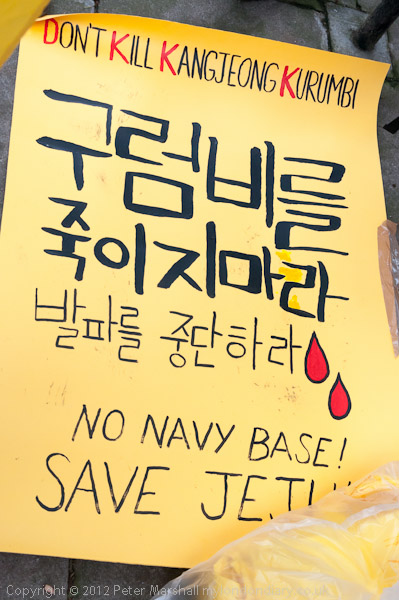 DON'T KILL KANGJEONG KURUMBI
구럼비를
죽이지마라
발파를 중단하라
NO NAVY BASE!
SAVE JEJU
Copyright © 2012 Peter Marshall